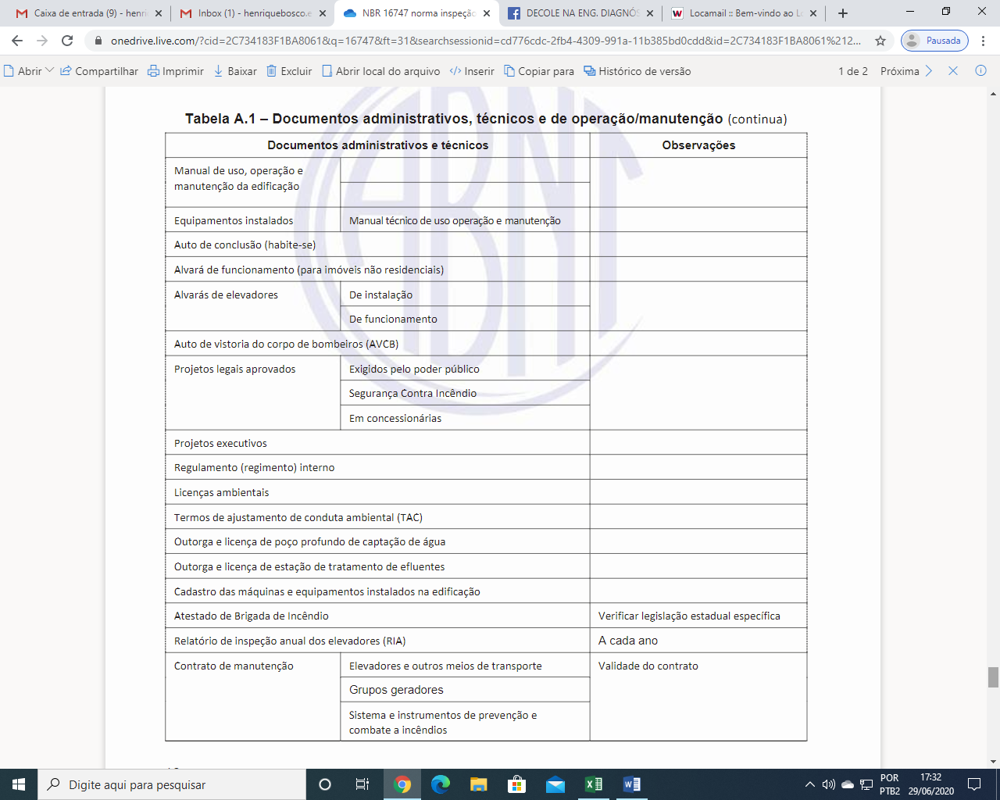 Caixa de entrada (9) - henri
Inbox (1) - henriquebosco.e
NBR 16747 norma inspeção
DECOLE NA ENG. DIAGNÓS
Locamail :: Bem-vindo ao Lo
onedrive.live.com/?cid=2C734183F1BA8061&q=16747&ft=31&searchsessionid=cd776cdc-2fb4-4309-991a-11b385bd0cdd&id=2C734183F1BA8061%212...
Pausada
Abrir
Compartilhar
Imprimir
Baixar
Excluir
Abrir local do arquivo
Inserir
Copiar para
Histórico de versão
1 de 2
Próxima
ABNT
Tabela A.1 – Documentos administrativos, técnicos e de operação/manutenção (continua)
Documentos administrativos e técnicos
Observações
Manual de uso, operação e
manutenção da edificação
Equipamentos instalados
Manual técnico de uso operação e manutenção
Auto de conclusão (habite-se)
Alvará de funcionamento (para imóveis não residenciais)
Alvarás de elevadores
De instalação
De funcionamento
Auto de vistoria do corpo de bombeiros (AVCB)
Projetos legais aprovados
Exigidos pelo poder público
Segurança Contra Incêndio
Em concessionárias
Projetos executivos
Regulamento (regimento) interno
Licenças ambientais
Termos de ajustamento de conduta ambiental (TAC)
Outorga e licença de poço profundo de captação de água
Outorga e licença de estação de tratamento de efluentes
Cadastro das máquinas e equipamentos instalados na edificação
Atestado de Brigada de Incêndio
Verificar legislação estadual específica
Relatório de inspeção anual dos elevadores (RIA)
A cada ano
Contrato de manutenção
Elevadores e outros meios de transporte
Validade do contrato
Grupos geradores
Sistema e instrumentos de prevenção e
combate a incêndios
Digite aqui para pesquisar
POR
PTB2
17:32
29/06/2020